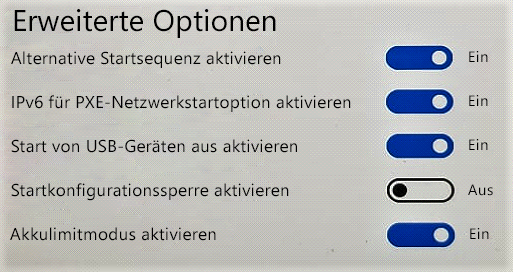 Erweiterte Optionen
Alternative Startsequenz aktivieren Ein
IPv6 für PXE-Netzwerkstartoption aktivieren Ein
Start von USB-Geräten aus aktivieren Ein
Startkonfigurationssperre aktivieren Aus
Akkulimitmodus aktivieren Ein